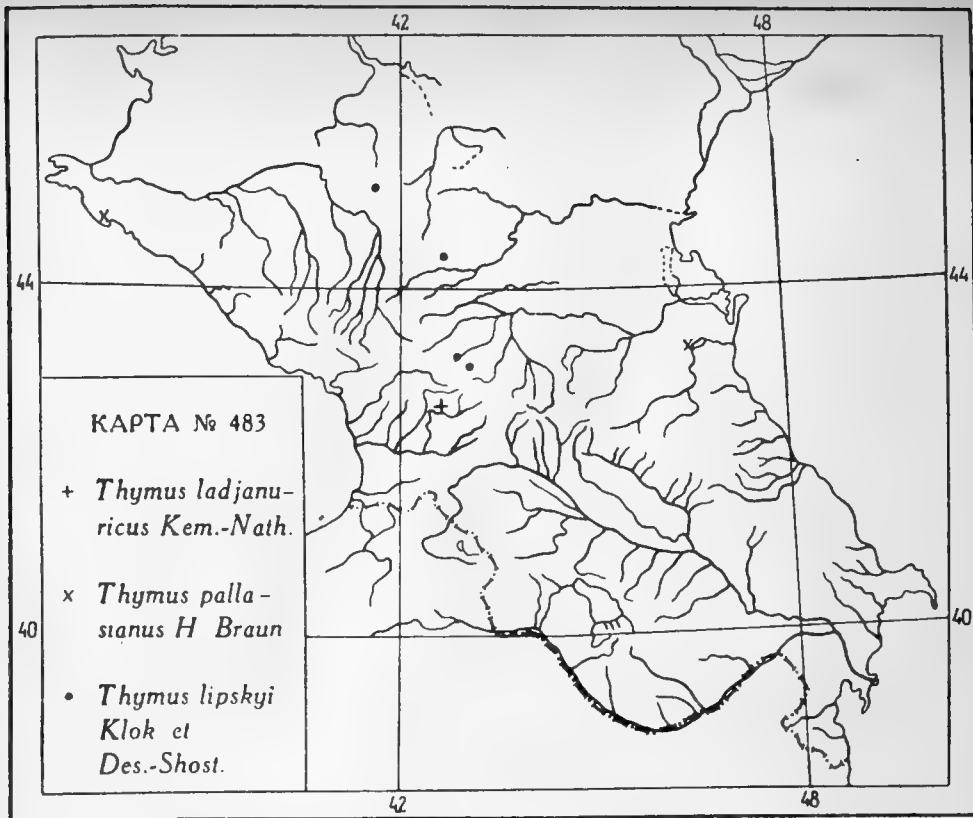 42 48
44 44
КАРТА № 483
+ Thymus ladjanu-
ricus Kem.-Nath.
x Thymus palla-
sianus H Braun
• Thymus lipskyi
Klok et
Des.-Shost.
40 40
42 48